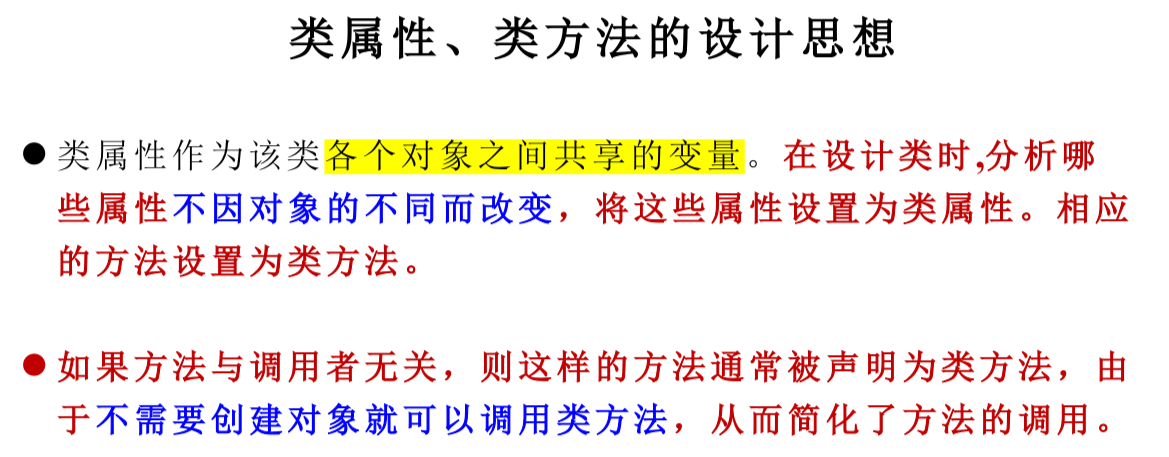 类属性、类方法的设计思想
●类属性作为该类各个对象之间共享的变量。在设计类时,分析哪
些属性不因对象的不同而改变，将这些属性设置为类属性。相应
的方法设置为类方法。
●如果方法与调用者无关，则这样的方法通常被声明为类方法，由
于不需要创建对象就可以调用类方法，从而简化了方法的调用。